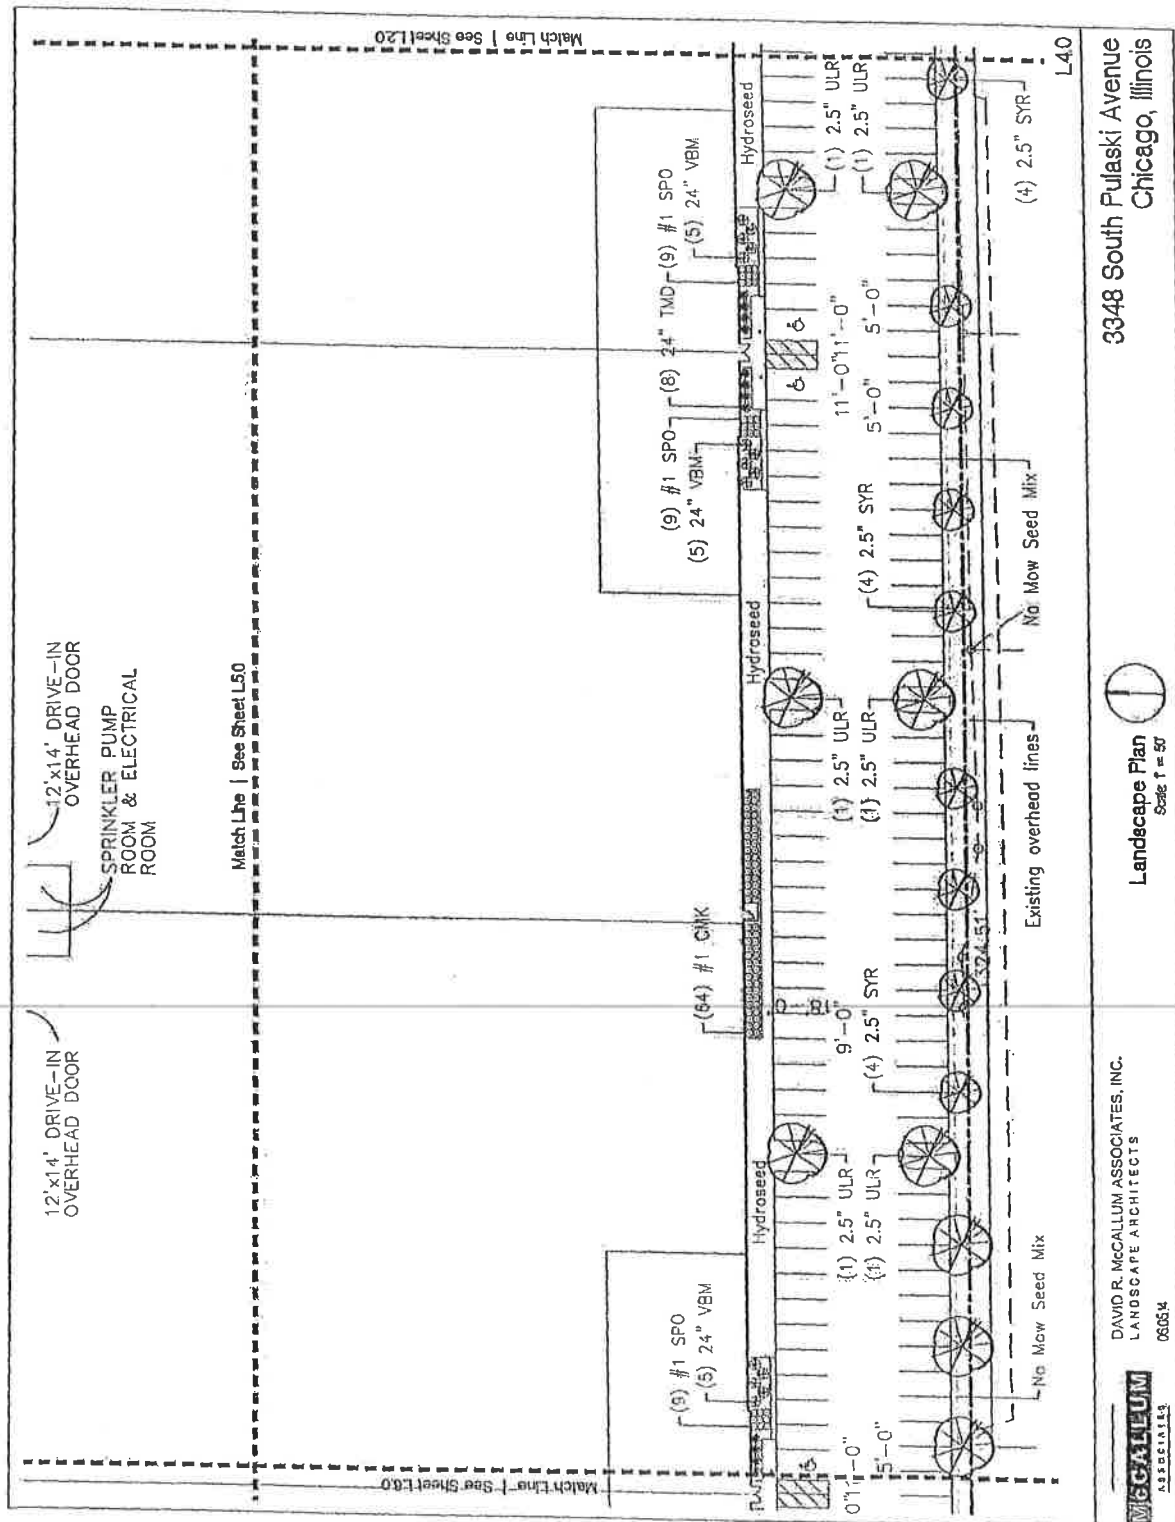 Match Line | See Sheet L2.0
L4.0
12'x14' DRIVE-IN
OVERHEAD DOOR
SPRINKLER PUMP
ROOM & ELECTRICAL
ROOM
12'x14' DRIVE-IN
OVERHEAD DOOR
Match Line | See Sheet L5.0
Match Line | See Sheet L6.0
(9) #1 SPO
(5) 24" VBM
Hydroseed
(64) #1 CMK
Hydroseed
(9) #1 SPO
(5) 24" VBM
(8) 24" TMD
(9) #1 SPO
(5) 24" VBM
Hydroseed
(1) 2.5" ULR
(1) 2.5" ULR
18'-0"
9'-0"
(4) 2.5" SYR
(1) 2.5" ULR
(1) 2.5" ULR
(4) 2.5" SYR
11'-0"
11'-0"
5'-0"
5'-0"
(1) 2.5" ULR
(1) 2.5" ULR
(4) 2.5" SYR
0"
11'-0"
5'-0"
No Mow Seed Mix
324.51'
Existing overhead lines
No Mow Seed Mix
McCALLUM
ASSOCIATES
DAVID R. McCALLUM ASSOCIATES, INC.
LANDSCAPE ARCHITECTS
06.05.14
Landscape Plan
Scale 1" = 50'
3348 South Pulaski Avenue
Chicago, Illinois